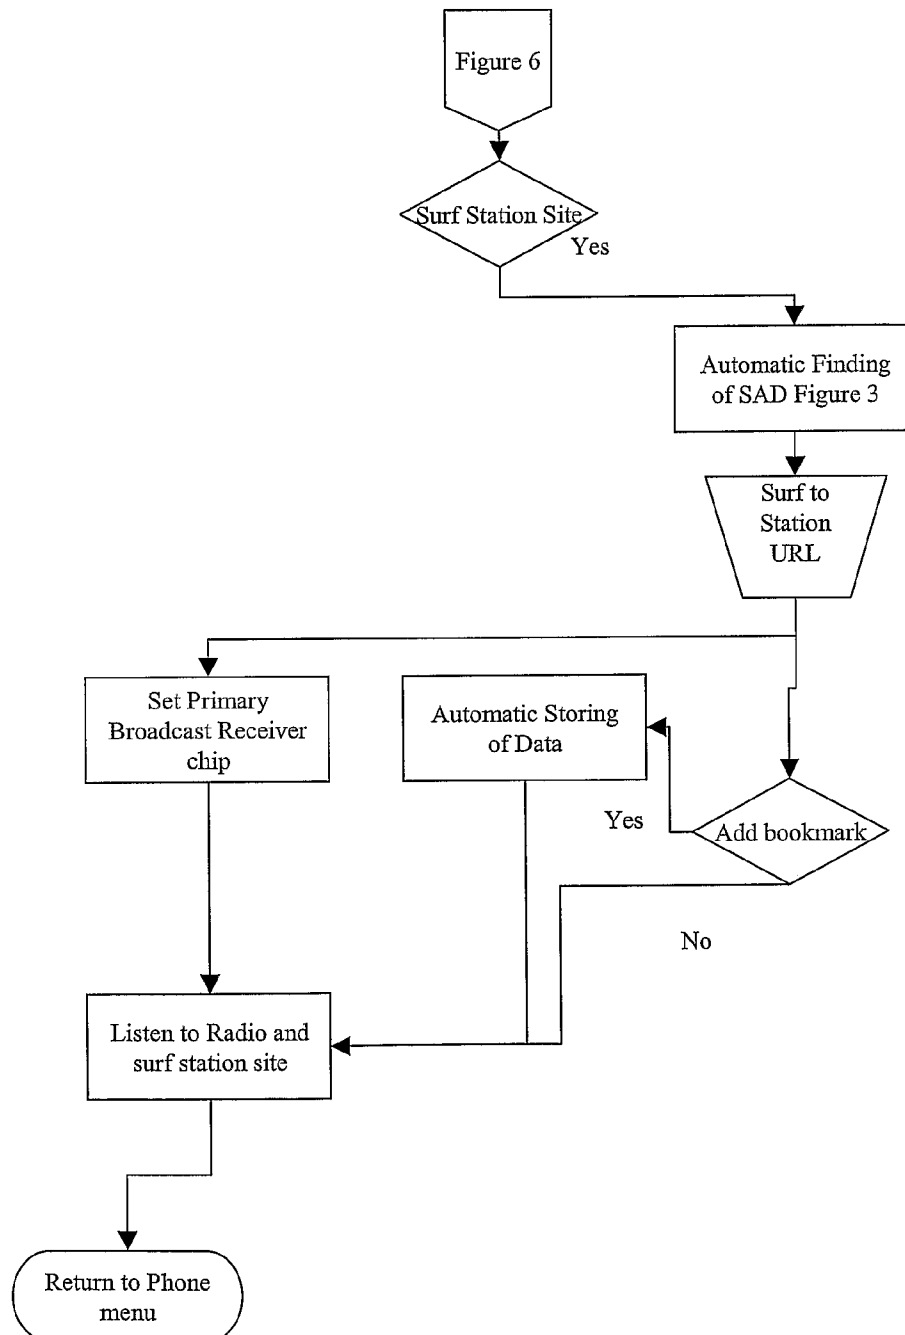 Figure 6
Surf Station Site
Yes
Automatic Finding
of SAD Figure 3
Surf to
Station
URL
Set Primary
Broadcast Receiver
chip
Automatic Storing
of Data
Yes
Add bookmark
No
Listen to Radio and
surf station site
Return to Phone
menu